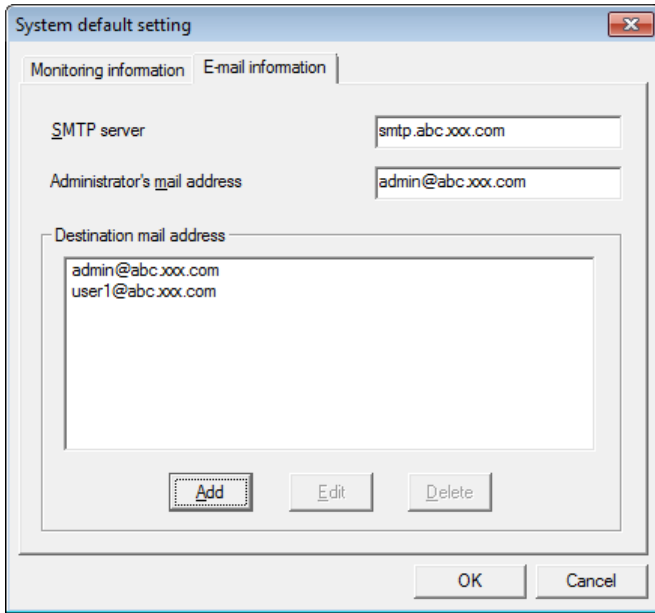 System default setting
Monitoring information E-mail information
SMTP server smtp.abc.xxx.com
Administrator's mail address admin@abc.xxx.com
Destination mail address
admin@abc.xxx.com
user1@abc.xxx.com
Add Edit Delete
OK Cancel